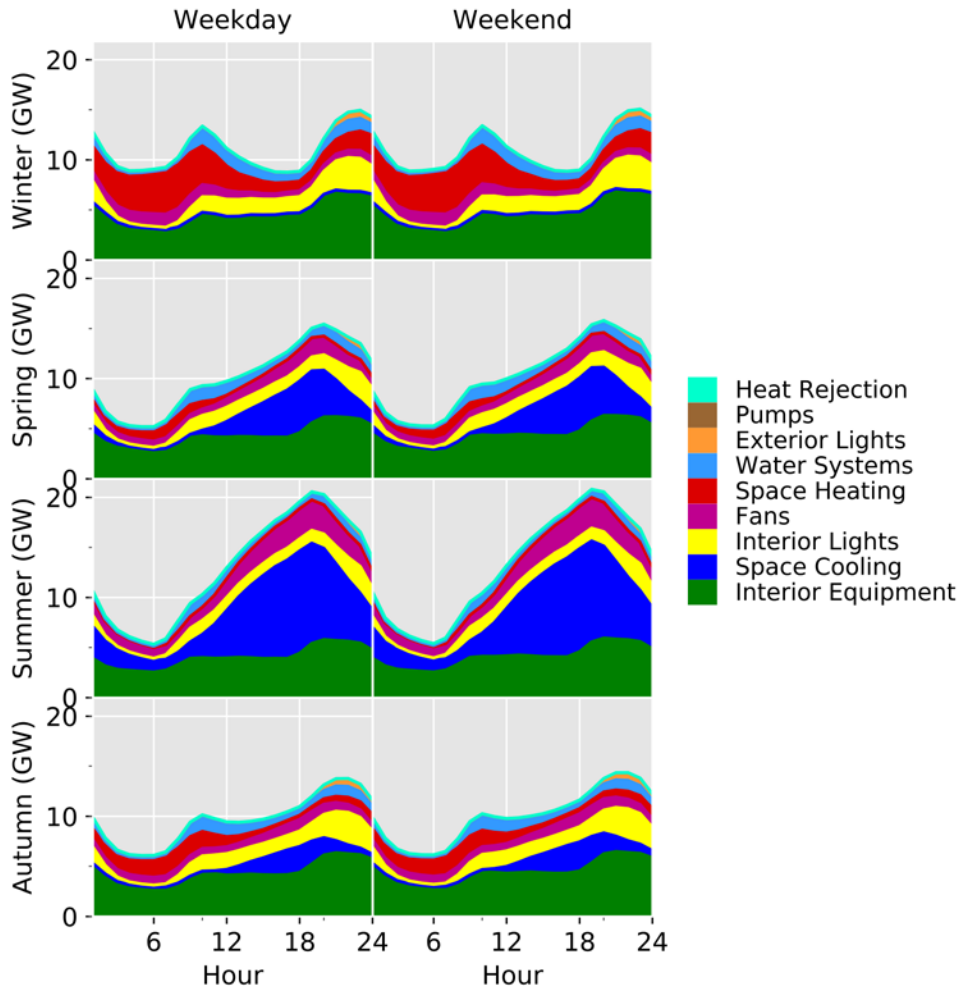 Weekday Weekend
Winter (GW)
20
10
0
Spring (GW)
20
10
0
Summer (GW)
20
10
0
Autumn (GW)
20
10
0
6 12 18 24 6 12 18 24
Hour Hour
Heat Rejection
Pumps
Exterior Lights
Water Systems
Space Heating
Fans
Interior Lights
Space Cooling
Interior Equipment